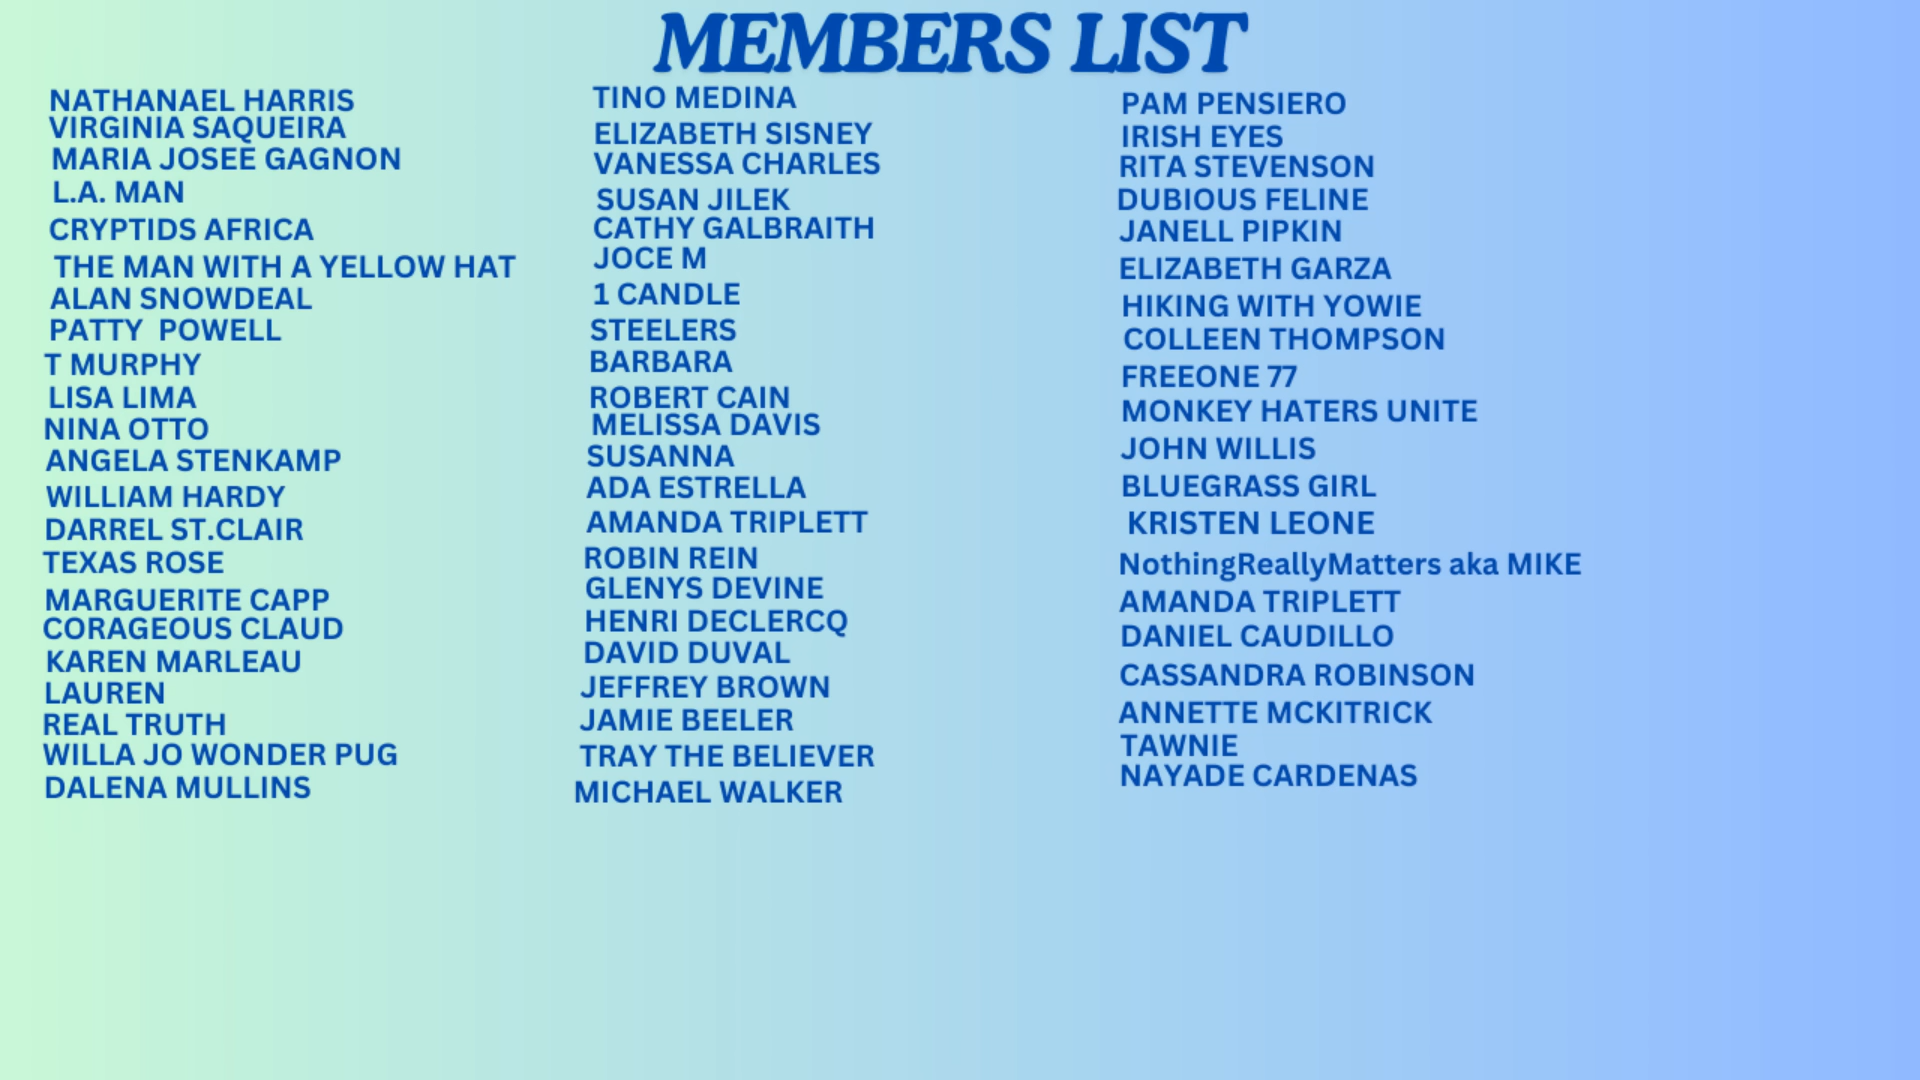 MEMBERS LIST
NATHANAEL HARRIS
VIRGINIA SAQUEIRA
MARIA JOSEE GAGNON
L.A. MAN
CRYPTIDS AFRICA
THE MAN WITH A YELLOW HAT
ALAN SNOWDEAL
PATTY POWELL
T MURPHY
LISA LIMA
NINA OTTO
ANGELA STENKAMP
WILLIAM HARDY
DARREL ST.CLAIR
TEXAS ROSE
MARGUERITE CAPP
CORAGEOUS CLAUD
KAREN MARLEAU
LAUREN
REAL TRUTH
WILLA JO WONDER PUG
DALENA MULLINS
TINO MEDINA
ELIZABETH SISNEY
VANESSA CHARLES
SUSAN JILEK
CATHY GALBRAITH
JOCE M
1 CANDLE
STEELERS
BARBARA
ROBERT CAIN
MELISSA DAVIS
SUSANNA
ADA ESTRELLA
AMANDA TRIPLETT
ROBIN REIN
GLENYS DEVINE
HENRI DECLERCQ
DAVID DUVAL
JEFFREY BROWN
JAMIE BEELER
TRAY THE BELIEVER
MICHAEL WALKER
PAM PENSIERO
IRISH EYES
RITA STEVENSON
DUBIOUS FELINE
JANELL PIPKIN
ELIZABETH GARZA
HIKING WITH YOWIE
COLLEEN THOMPSON
FREEONE 77
MONKEY HATERS UNITE
JOHN WILLIS
BLUEGRASS GIRL
KRISTEN LEONE
NothingReallyMatters aka MIKE
AMANDA TRIPLETT
DANIEL CAUDILLO
CASSANDRA ROBINSON
ANNETTE MCKITRICK
TAWNIE
NAYADE CARDENAS